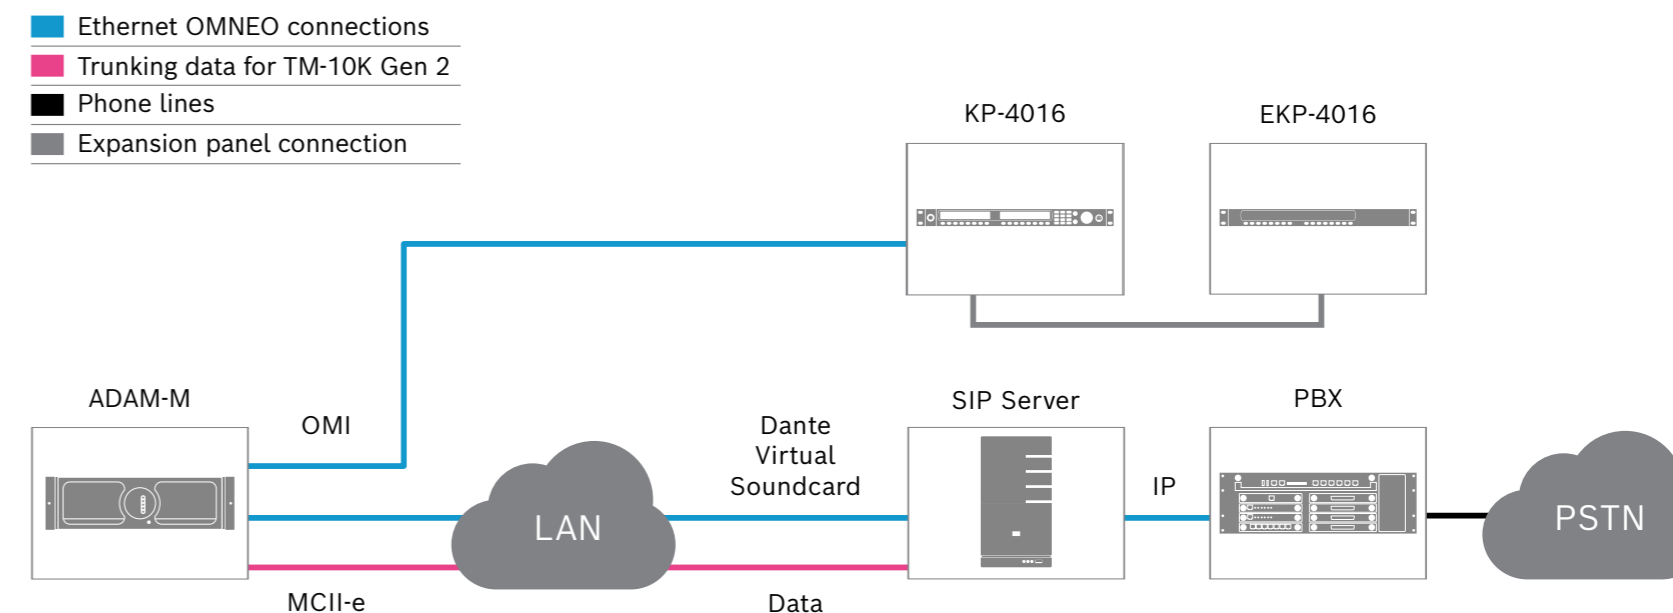 Ethernet OMNEO connections
Trunking data for TM-10K Gen 2
Phone lines
Expansion panel connection
KP-4016
EKP-4016
ADAM-M
OMI
Dante
Virtual
Soundcard
SIP Server
IP
PBX
LAN
PSTN
MCII-e
Data